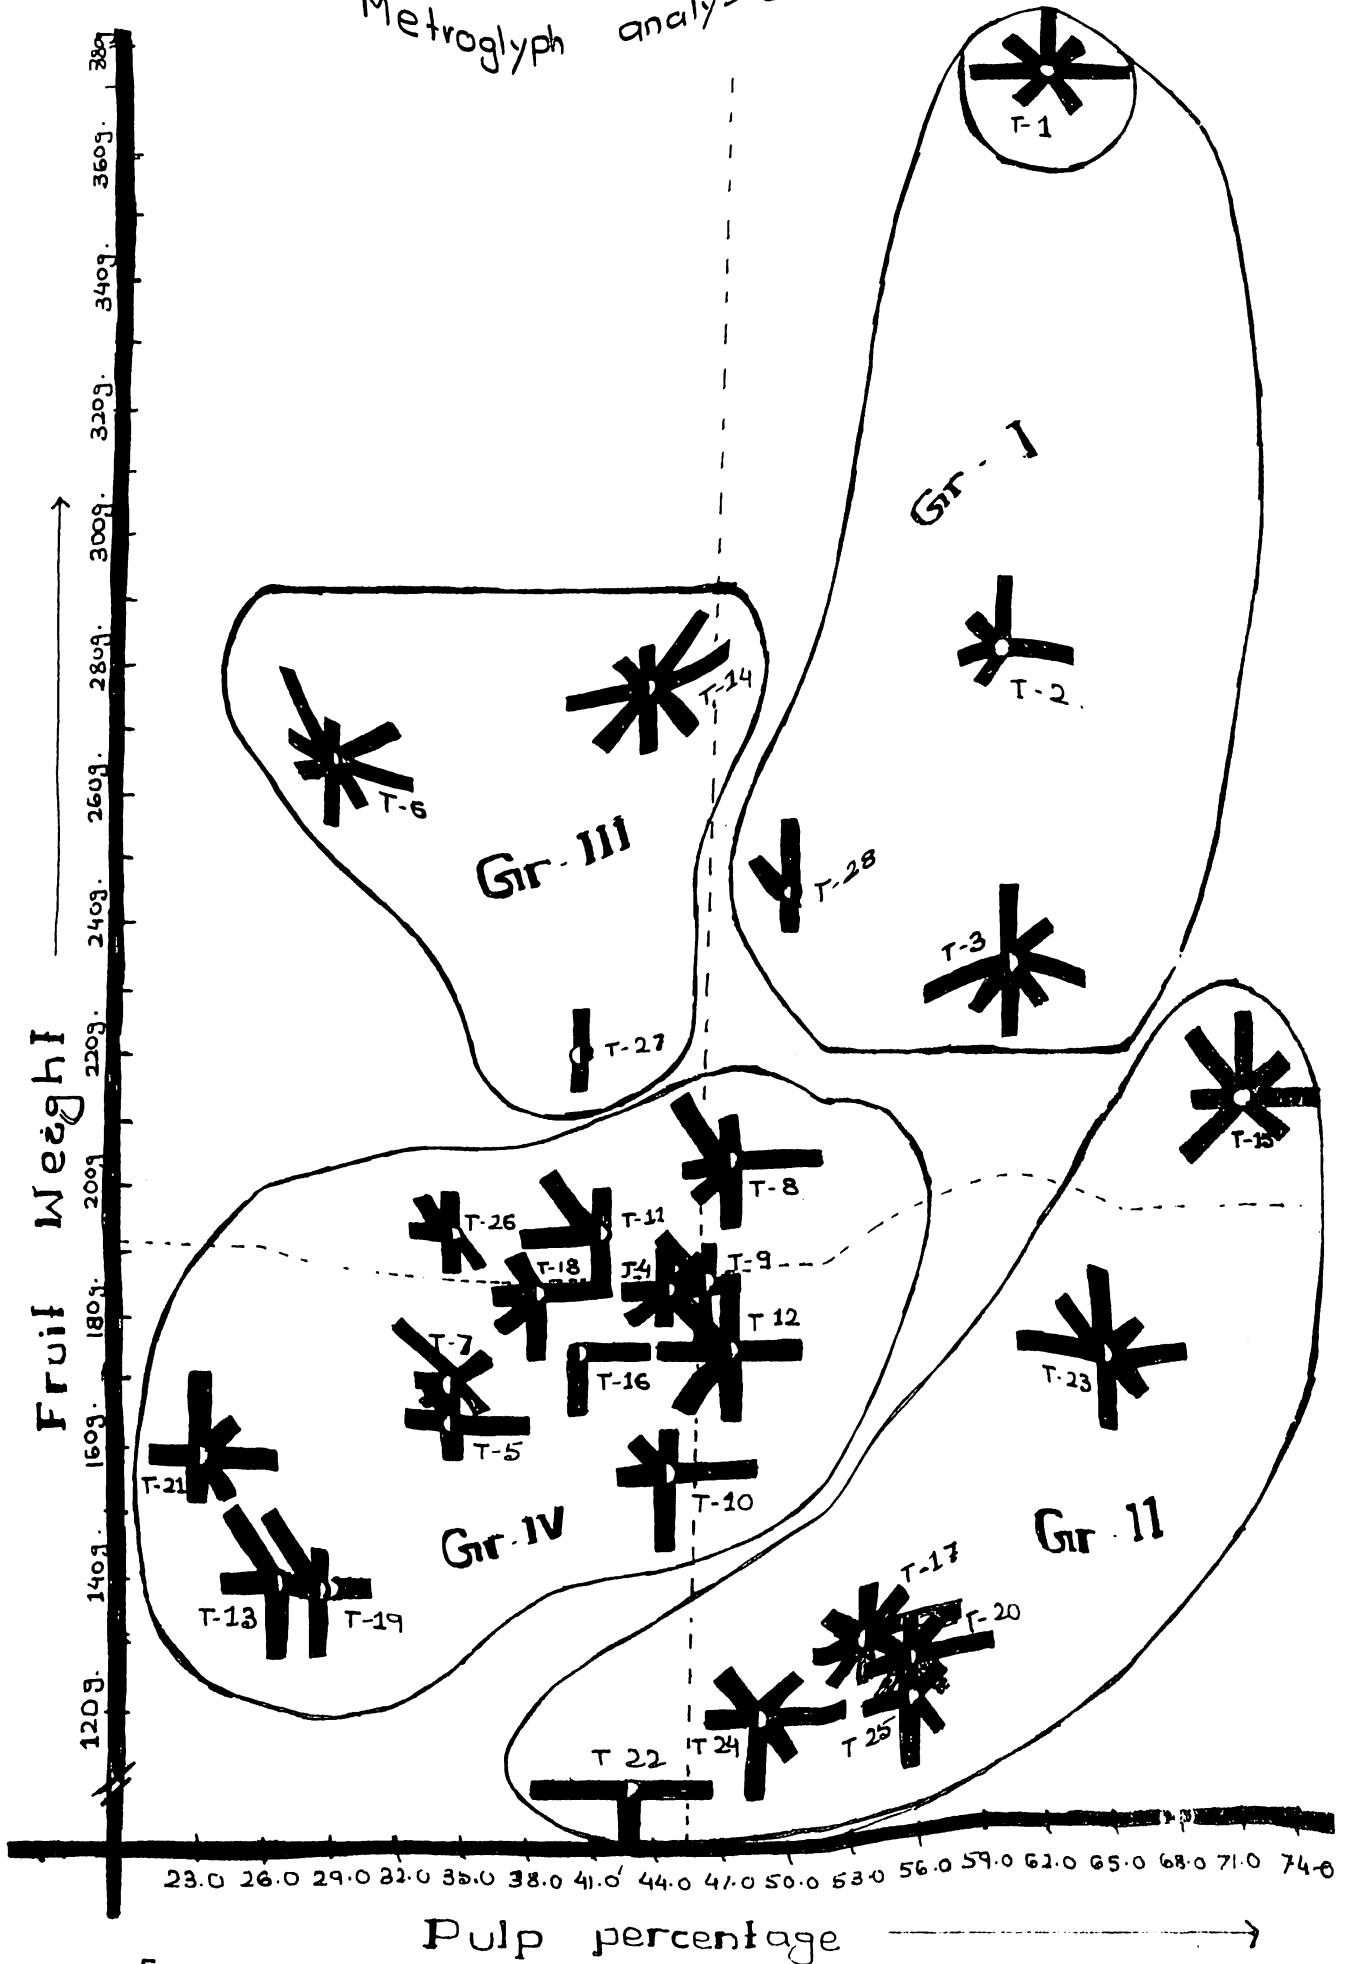 Metroglyph
380g.
360g.
340g.
320g.
300g.
280g.
260g.
240g.
220g.
200g.
180g.
160g.
140g.
120g.
Fruit Weight
T-1
Gr. I
T-2
T-28
T-3
T-14
T-6
Gr. III
T-27
T-15
T-8
T-26
T-11
T-18
T-4
T-9
T 12
T-7
T-16
T-23
T-5
T-21
T-10
Gr. IV
Gr. II
T-13
T-19
T-17
T-20
T 24
T 25
T 22
23.0 26.0 29.0 32.0 35.0 38.0 41.0 44.0 47.0 50.0 53.0 56.0 59.0 62.0 65.0 68.0 71.0 74.0
Pulp percentage